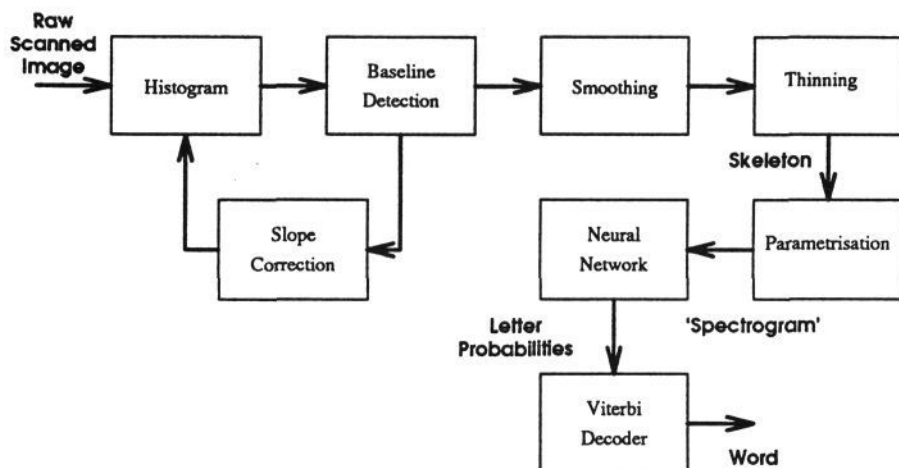 Raw
Scanned
Image
Histogram
Baseline
Detection
Smoothing
Thinning
Skeleton
Slope
Correction
Neural
Network
Parametrisation
Letter
Probabilities
'Spectrogram'
Viterbi
Decoder
Word